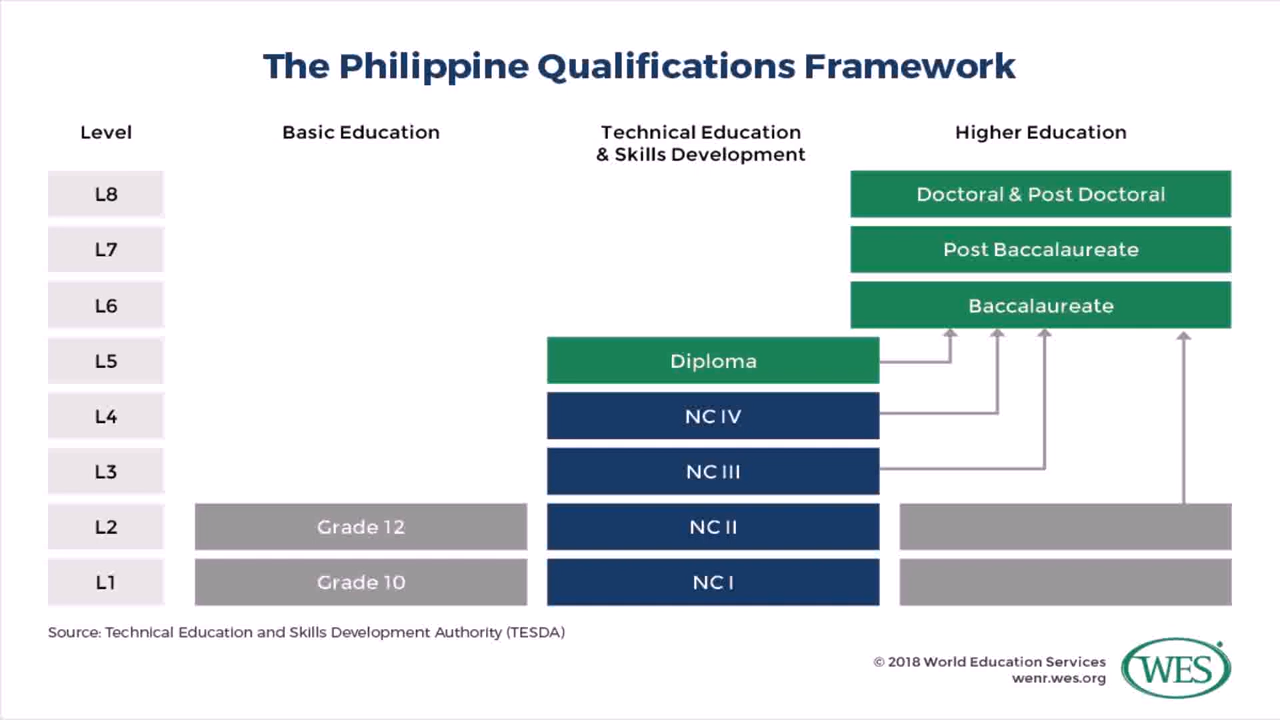 The Philippine Qualifications Framework
Level
Basic Education
Technical Education
& Skills Development
Higher Education
L8
Doctoral & Post Doctoral
L7
Post Baccalaureate
L6
Baccalaureate
L5
Diploma
L4
NC IV
L3
NC III
L2
Grade 12
NC II
L1
Grade 10
NC I
Source: Technical Education and Skills Development Authority (TESDA)
© 2018 World Education Services
wenr.wes.org
WES